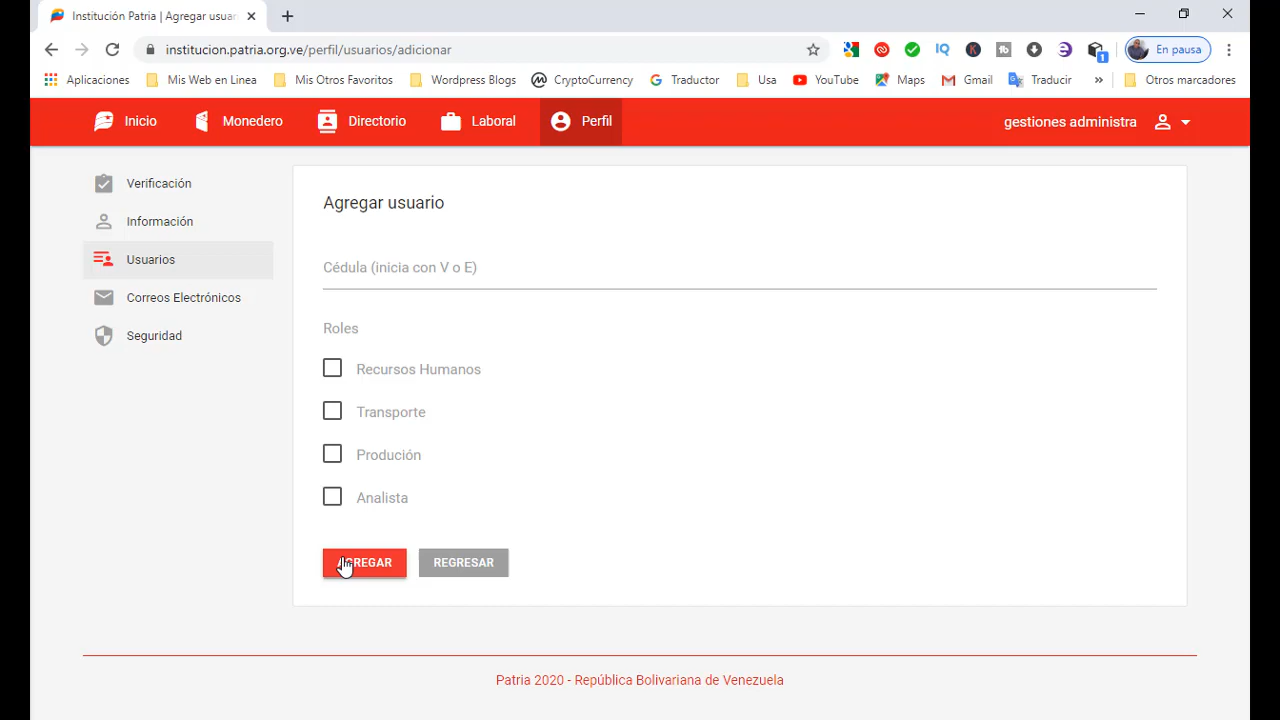 Institución Patria | Agregar usuar
institucion.patria.org.ve/perfil/usuarios/adicionar
En pausa
Aplicaciones Mis Web en Linea Mis Otros Favoritos Wordpress Blogs CryptoCurrency Traductor Usa YouTube Maps Gmail Traducir » Otros marcadores
Inicio Monedero Directorio Laboral Perfil gestiones administra
Verificación
Información
Usuarios
Correos Electrónicos
Seguridad
Agregar usuario
Cédula (inicia con V o E)
Roles
Recursos Humanos
Transporte
Produción
Analista
AGREGAR REGRESAR
Patria 2020 - República Bolivariana de Venezuela